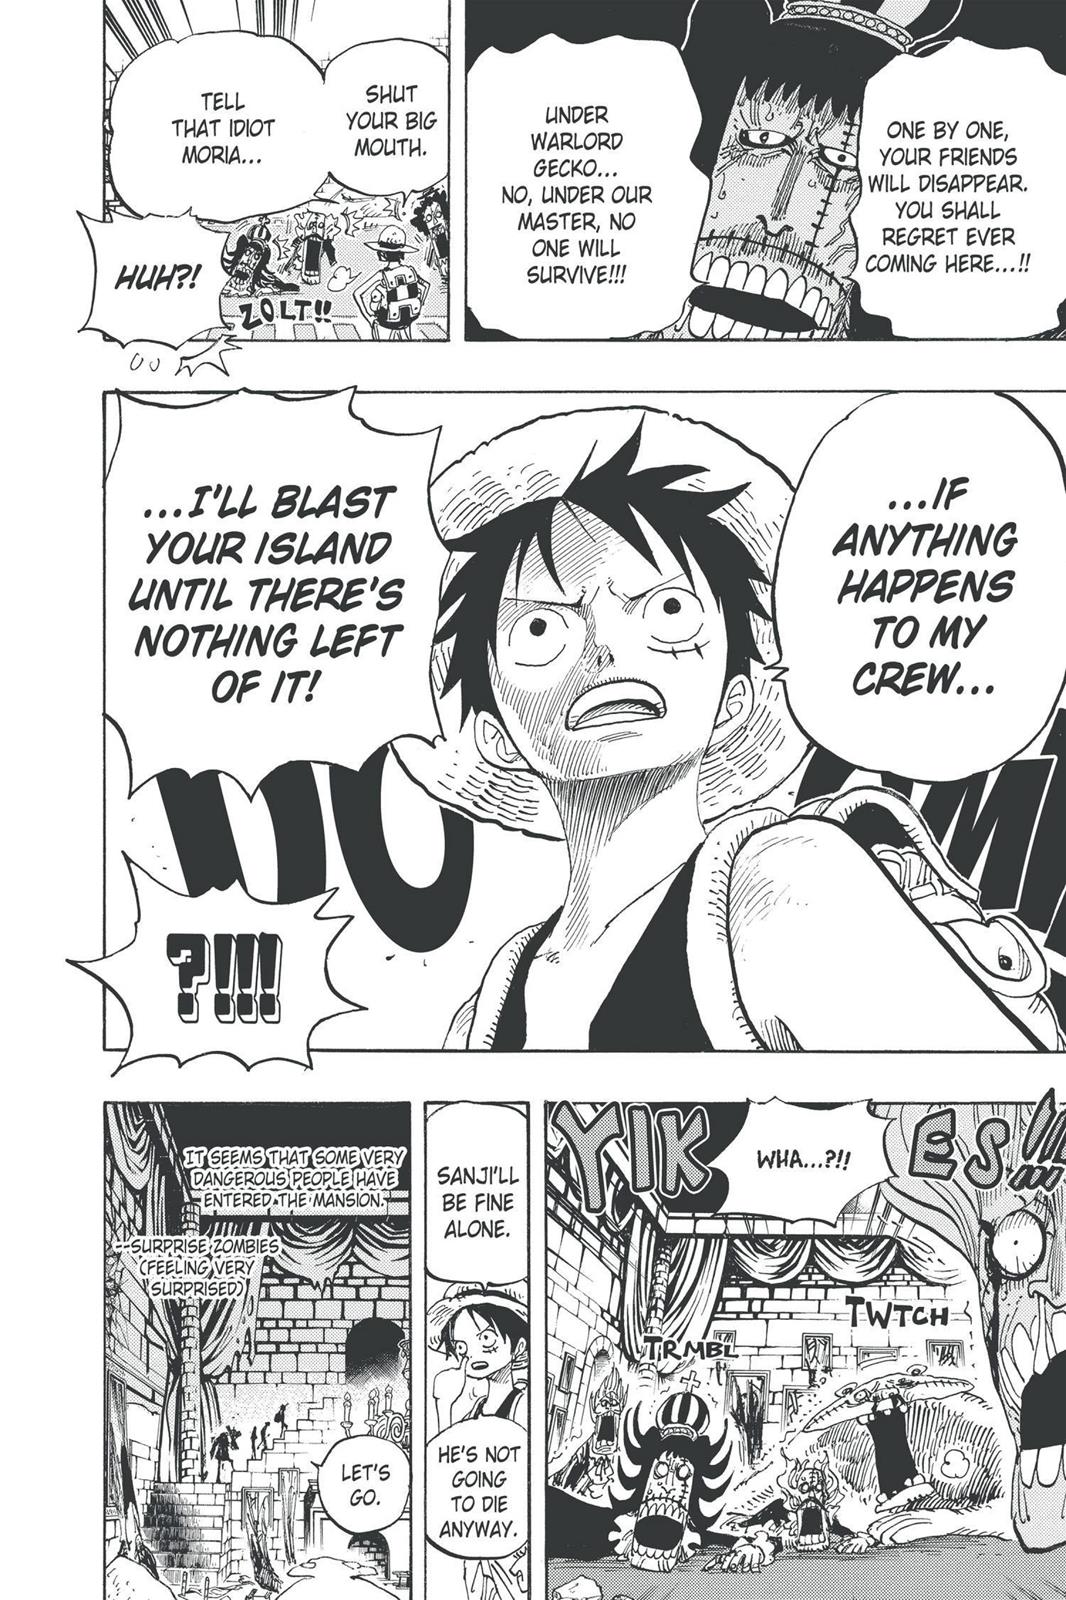 ONE BY ONE,
YOUR FRIENDS
WILL DISAPPEAR.
YOU SHALL
REGRET EVER
COMING HERE...!!
UNDER
WARLORD
GECKO...
NO, UNDER OUR
MASTER, NO
ONE WILL
SURVIVE!!!
SHUT
YOUR BIG
MOUTH.
TELL
THAT IDIOT
MORIA...
HUH?!
ZOLT!!
...IF
ANYTHING
HAPPENS
TO MY
CREW...
...I'LL BLAST
YOUR ISLAND
UNTIL THERE'S
NOTHING LEFT
OF IT!
?!!!
YIKES!!!
WHA...?!!
TWTCH
TRMBL
SANJI'LL
BE FINE
ALONE.
HE'S NOT
GOING
TO DIE
ANYWAY.
IT SEEMS THAT SOME VERY
DANGEROUS PEOPLE HAVE
ENTERED THE MANSION.
--SURPRISE ZOMBIES
(FEELING VERY
SURPRISED)
LET'S
GO.